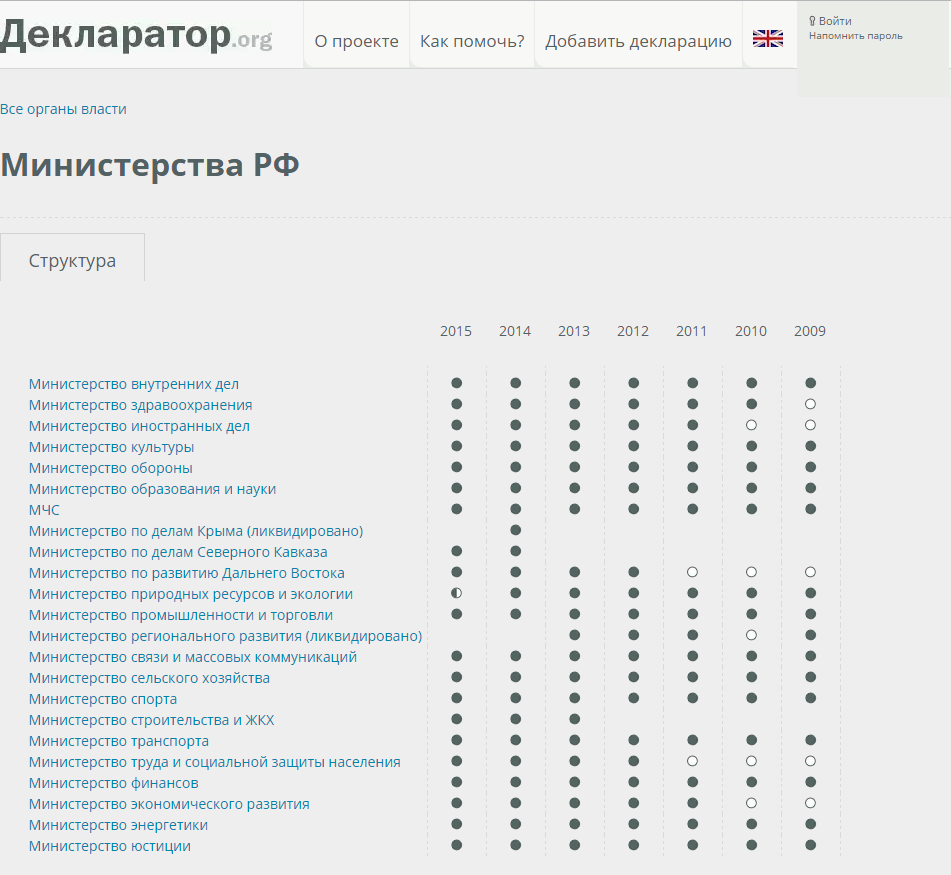 Декларатор.org
О проекте
Как помочь?
Добавить декларацию
Войти
Напомнить пароль
Все органы власти
Министерства РФ
Структура
2015 2014 2013 2012 2011 2010 2009
Министерство внутренних дел
Министерство здравоохранения
Министерство иностранных дел
Министерство культуры
Министерство обороны
Министерство образования и науки
МЧС
Министерство по делам Крыма (ликвидировано)
Министерство по делам Северного Кавказа
Министерство по развитию Дальнего Востока
Министерство природных ресурсов и экологии
Министерство промышленности и торговли
Министерство регионального развития (ликвидировано)
Министерство связи и массовых коммуникаций
Министерство сельского хозяйства
Министерство спорта
Министерство строительства и ЖКХ
Министерство транспорта
Министерство труда и социальной защиты населения
Министерство финансов
Министерство экономического развития
Министерство энергетики
Министерство юстиции